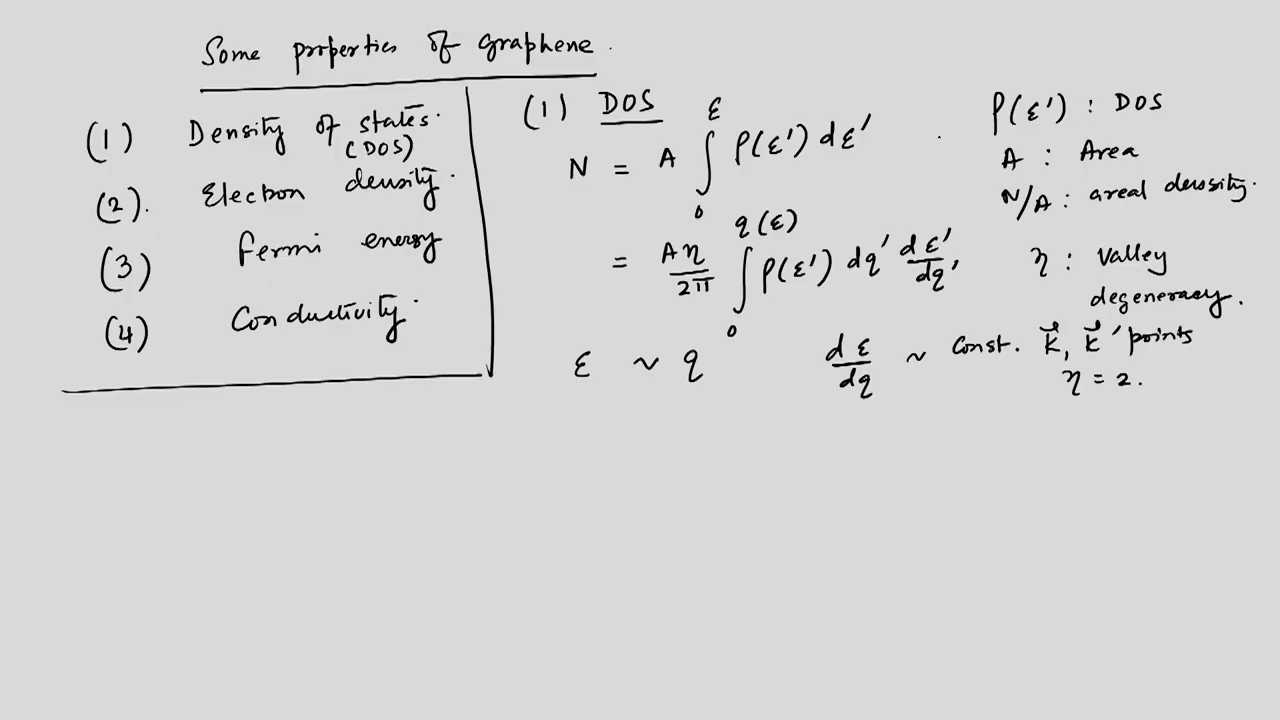 Some properties of graphene.
(1) Density of states.
(DOS)
(2). Electron density.
(3) Fermi energy
(4) Conductivity.
(1) DOS
N = A ∫₀^ε ρ(ε') dε'
= Aη/2π ∫₀^q(ε) ρ(ε') dq' dε'/dq'
ε ~ q dε/dq ~ const.
ρ(ε') : DOS
A : Area
N/A : areal density.
η : valley
degeneracy.
K⃗, K⃗' points
η = 2.